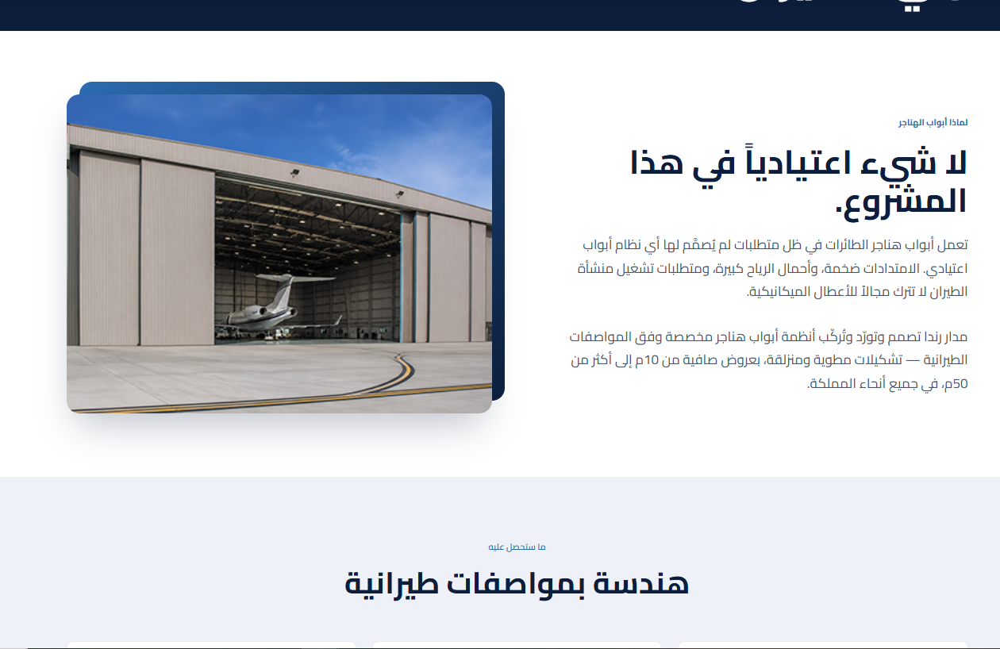 لماذا أبواب الهناجر
لا شيء اعتيادياً في هذا
المشروع.
تعمل أبواب هناجر الطائرات في ظل متطلبات لم يُصمَّم لها أي نظام أبواب
اعتيادي. الامتدادات ضخمة، وأحمال الرياح كبيرة، ومتطلبات تشغيل منشأة
الطيران لا تترك مجالاً للأعطال الميكانيكية.
مدار رندا تصمم وتورّد وتُركّب أنظمة أبواب هناجر مخصصة وفق المواصفات
الطيرانية — تشكيلات مطوية ومنزلقة، بعروض صافية من 10م إلى أكثر من
50م، في جميع أنحاء المملكة.
ما ستحصل عليه
هندسة بمواصفات طيرانية